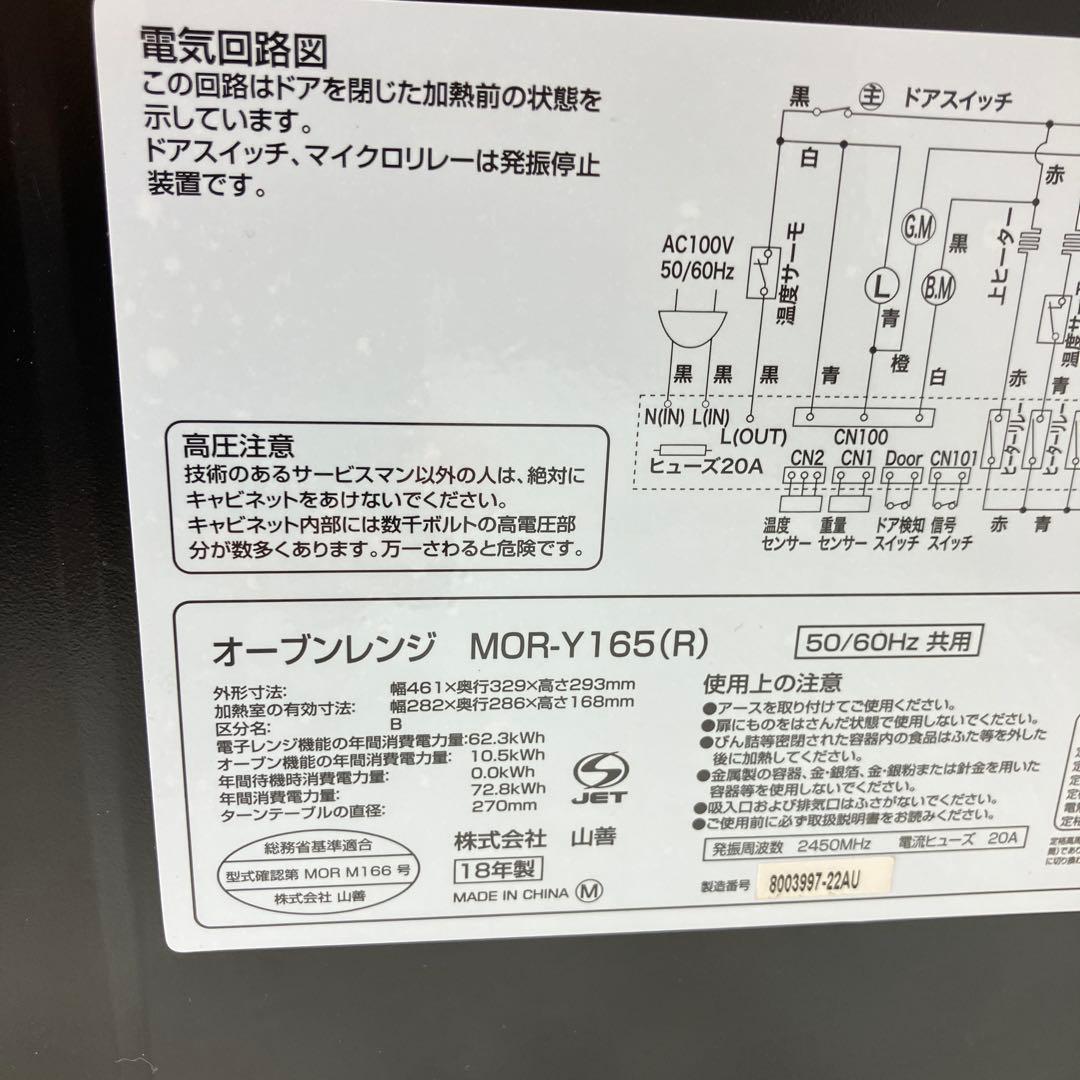 電気回路図
この回路はドアを閉じた加熱前の状態を
示しています。
ドアスイッチ、マイクロリレーは発振停止
装置です。
黒 主 ドアスイッチ
白
赤
G.M
黒
上ヒーター
AC100V
50/60Hz
温度サーモ
L
B.M
青
橙
黒 黒 黒 青 白 赤 青
N(IN) L(IN)
L(OUT)
CN100
ヒューズ20A
CN2 CN1 Door CN101
ヒーターリレー
ヒーターリレー
温度
センサー
重量
センサー
ドア検知
スイッチ
信号
スイッチ
赤 青
高圧注意
技術のあるサービスマン以外の人は、絶対に
キャビネットをあけないでください。
キャビネット内部には数千ボルトの高電圧部
分が数多くあります。万一さわると危険です。
オーブンレンジ MOR-Y165(R)
50/60Hz 共用
外形寸法: 幅461×奥行329×高さ293mm
加熱室の有効寸法: 幅282×奥行286×高さ168mm
区分名: B
電子レンジ機能の年間消費電力量:62.3kWh
オーブン機能の年間消費電力量: 10.5kWh
年間待機時消費電力量: 0.0kWh
年間消費電力量: 72.8kWh
ターンテーブルの直径: 270mm
JET
総務省基準適合
型式確認第 MOR M166 号
株式会社 山善
株式会社 山善
18年製
MADE IN CHINA M
使用上の注意
●アースを取り付けてご使用ください。
●扉にものをはさんだ状態で使用しないでください。
●びん詰等密閉された容器内の食品はふた等を外した
後に加熱してください。
●金属製の容器、金・銀箔、金・銀粉または針金を用いた
容器等を使用しないでください。
●吸入口および排気口はふさがないでください。
●ご使用前に必ず取扱説明書をお読みください。
発振周波数 2450MHz 電流ヒューズ 20A
製造番号 8003997-22AU